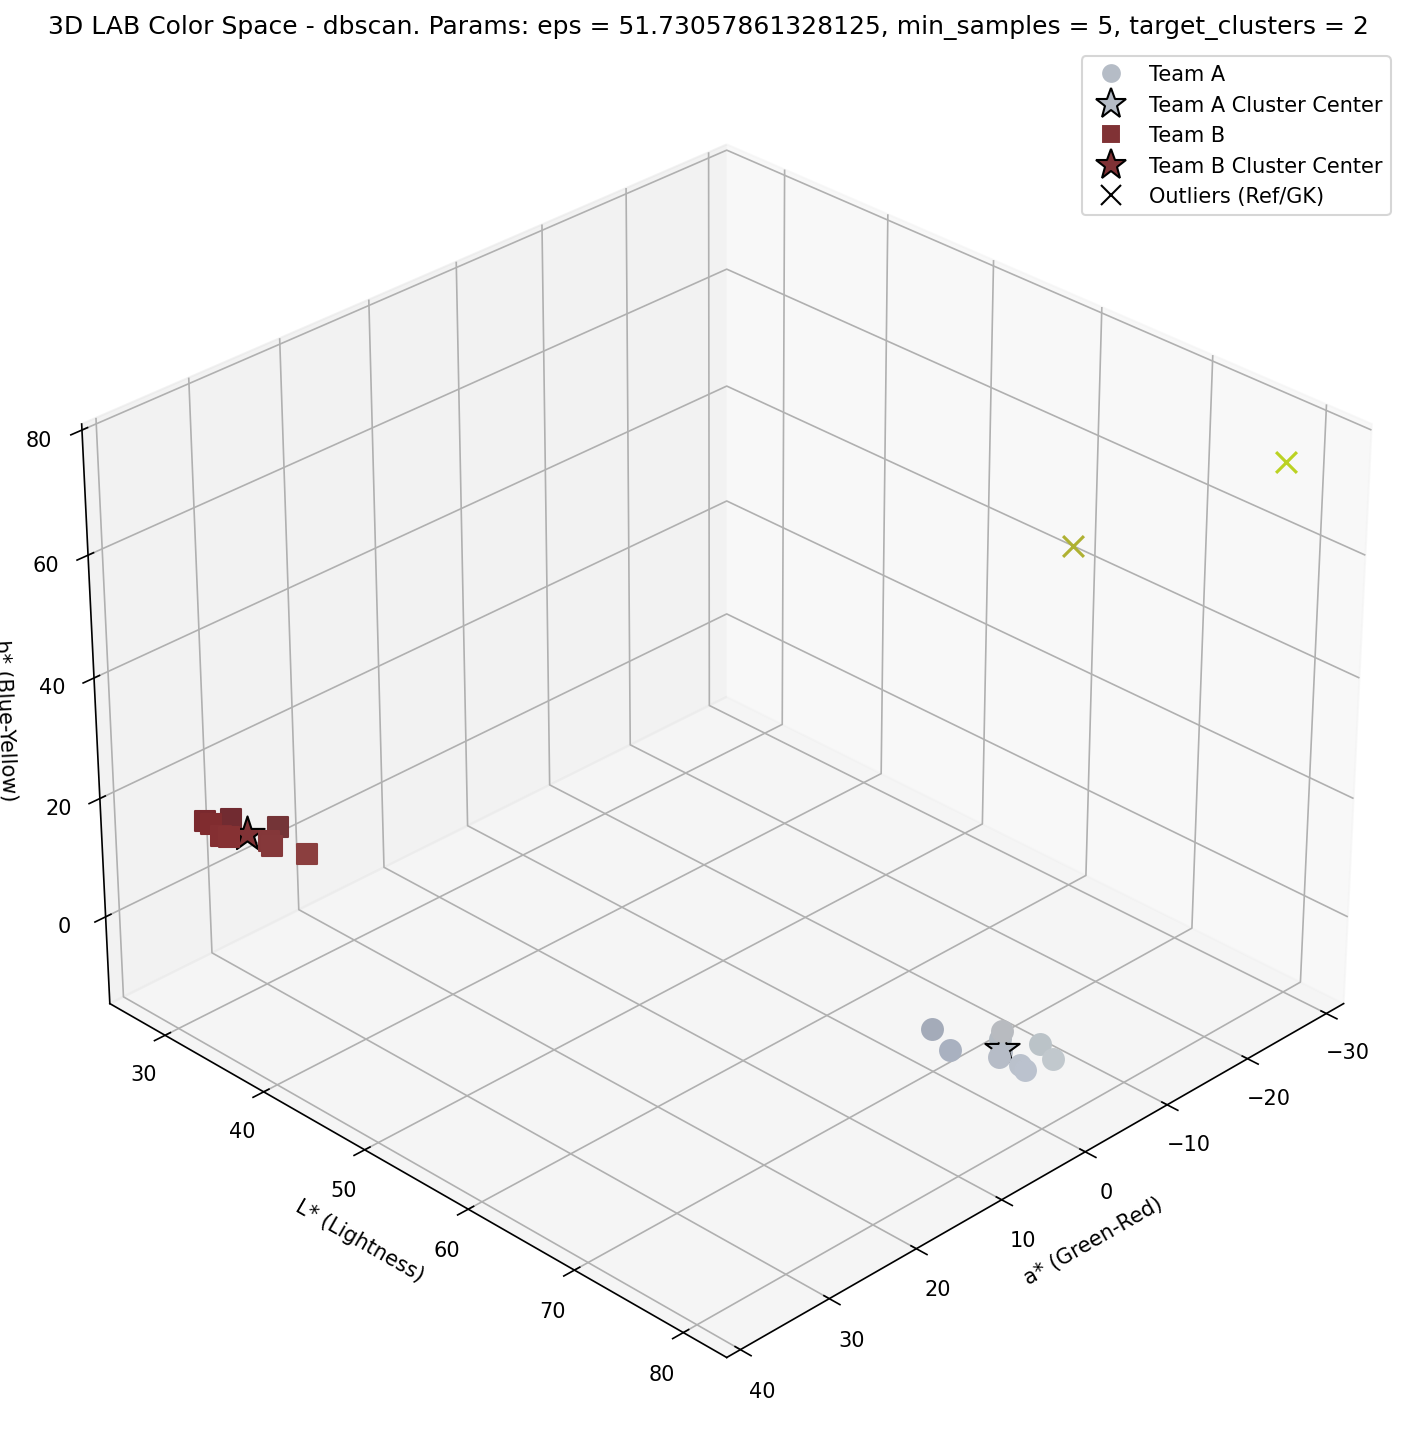 3D LAB Color Space - dbscan. Params: eps = 51.73057861328125, min_samples = 5, target_clusters = 2
Team A
Team A Cluster Center
Team B
Team B Cluster Center
Outliers (Ref/GK)
80
60
40
20
0
b* (Blue-Yellow)
30
40
50
60
70
80
L* (Lightness)
−30
−20
−10
0
10
20
30
40
a* (Green-Red)